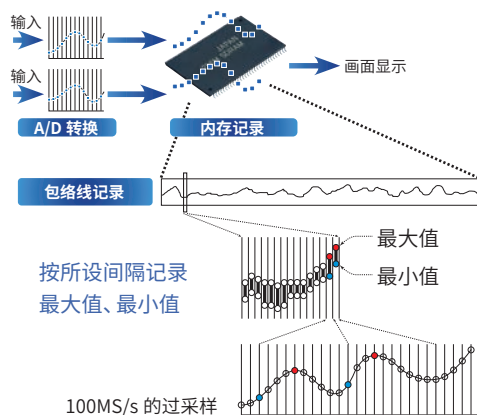 输入
输入
JAPAN
SDRAM
画面显示
A/D 转换
内存记录
包络线记录
最大值
最小值
按所设间隔记录
最大值、最小值
100MS/s 的过采样